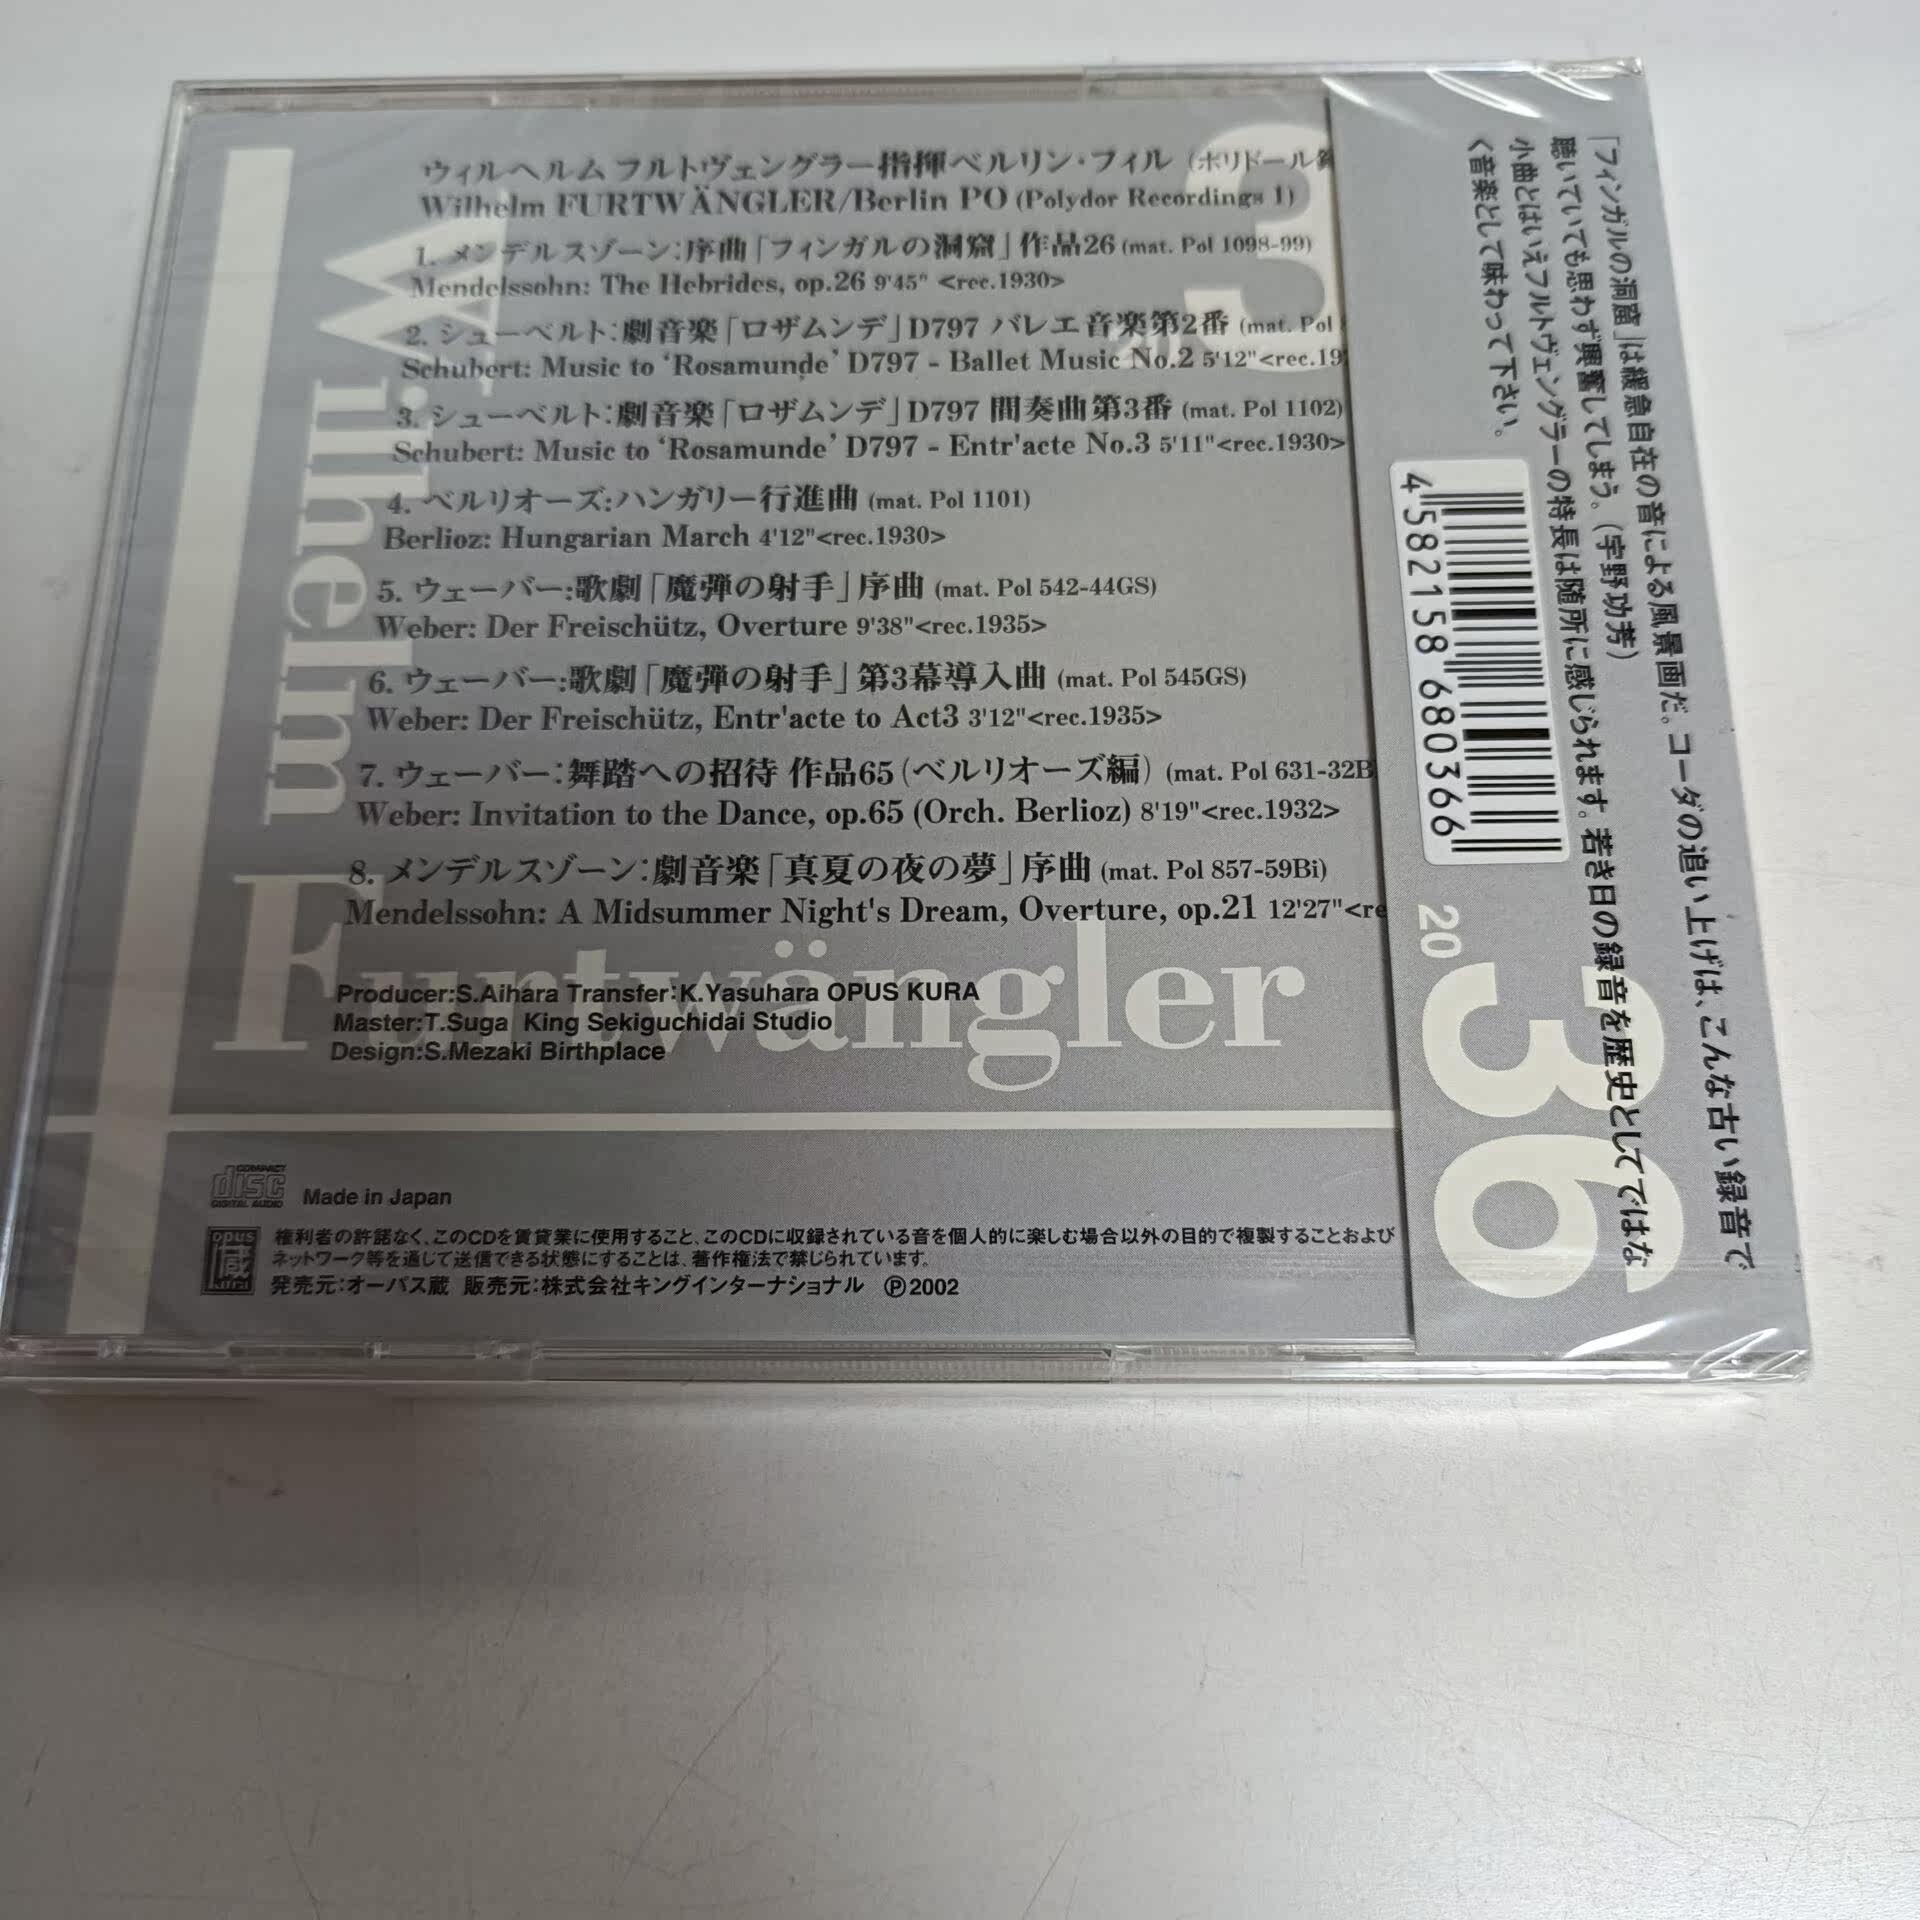 ウィルヘルム フルトヴェングラー指揮ベルリン・フィル (ポリドール
Wilhelm FURTWÄNGLER/Berlin PO (Polydor Recordings 1)
1. メンデルスゾーン:序曲「フィンガルの洞窟」作品26 (mat. Pol 1098-99)
Mendelssohn: The Hebrides, op.26 9'45" <rec.1930>
2. シューベルト:劇音楽「ロザムンデ」D797 バレエ音楽第2番 (mat. Pol
Schubert: Music to ‘Rosamunde’ D797 - Ballet Music No.2 5'12"<rec.19
3. シューベルト:劇音楽「ロザムンデ」D797 間奏曲第3番 (mat. Pol 1102)
Schubert: Music to ‘Rosamunde’ D797 - Entr'acte No.3 5'11"<rec.1930>
4. ベルリオーズ:ハンガリー行進曲 (mat. Pol 1101)
Berlioz: Hungarian March 4'12"<rec.1930>
5. ウェーバー:歌劇「魔弾の射手」序曲 (mat. Pol 542-44GS)
Weber: Der Freischütz, Overture 9'38"<rec.1935>
6. ウェーバー:歌劇「魔弾の射手」第3幕導入曲 (mat. Pol 545GS)
Weber: Der Freischütz, Entr'acte to Act3 3'12"<rec.1935>
7. ウェーバー:舞踏への招待 作品65 (ベルリオーズ編) (mat. Pol 631-32B
Weber: Invitation to the Dance, op.65 (Orch. Berlioz) 8'19"<rec.1932>
8. メンデルスゾーン:劇音楽「真夏の夜の夢」序曲 (mat. Pol 857-59Bi)
Mendelssohn: A Midsummer Night's Dream, Overture, op.21 12'27"<re
Wilhelm
Furtwängler
Producer:S.Aihara Transfer:K.Yasuhara OPUS KURA
Master:T.Suga King Sekiguchidai Studio
Design:S.Mezaki Birthplace
COMPACT
disc
DIGITAL AUDIO
Made in Japan
opus
蔵
kura
権利者の許諾なく、このCDを賃貸業に使用すること、このCDに収録されている音を個人的に楽しむ場合以外の目的で複製することおよび
ネットワーク等を通じて送信できる状態にすることは、著作権法で禁じられています。
発売元:オーパス蔵 販売元:株式会社キングインターナショナル Ⓟ2002
「フィンガルの洞窟」は緩急自在の音による風景画だ。コーダの追い上げは、こんな古い録音で
聴いていても思わず興奮してしまう。(宇野功芳)
小曲とはいえフルトヴェングラーの特長は随所に感じられます。若き日の録音を歴史としてではな
く音楽として味わって下さい。
4582158680366
20
36